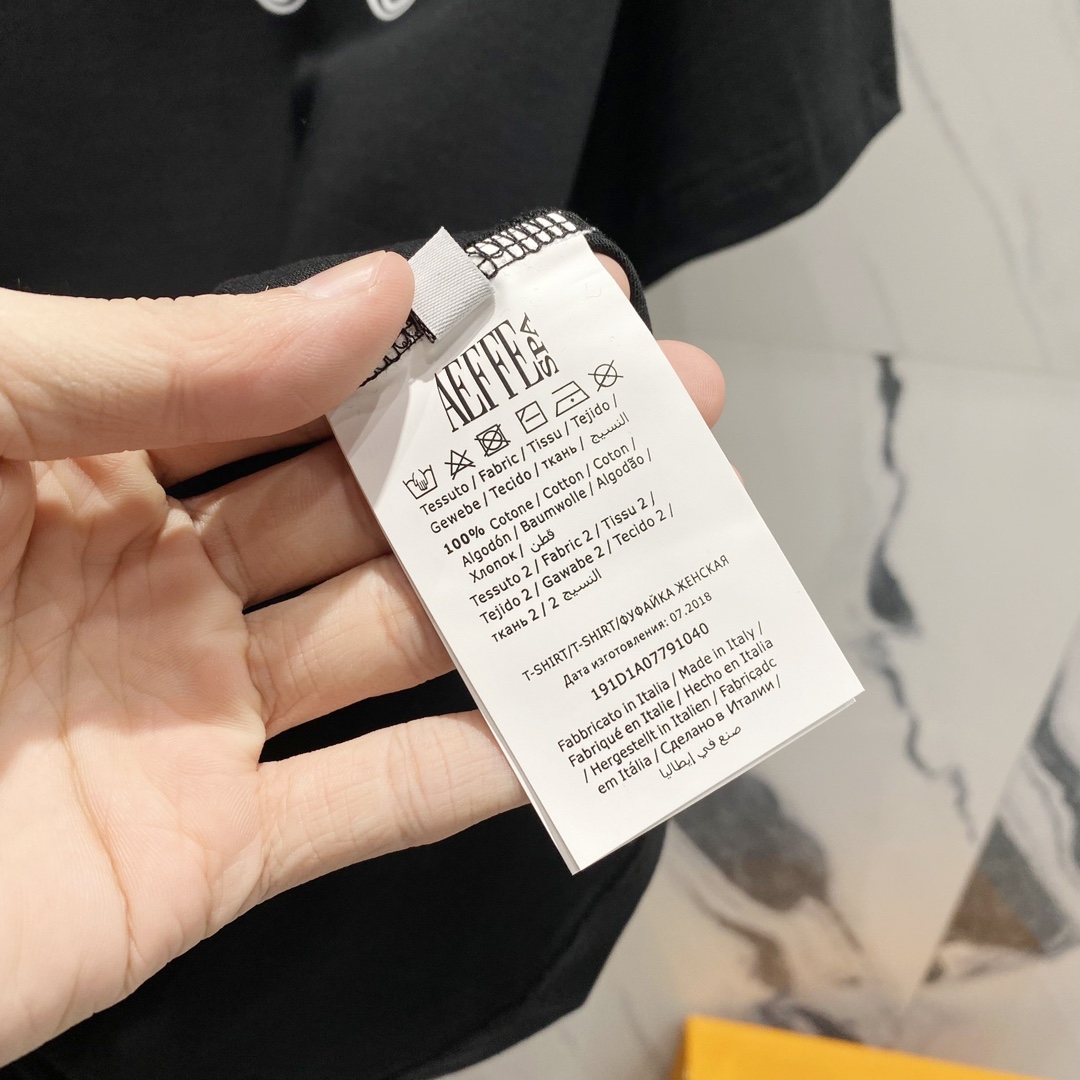 AEFFE SPA
Tessuto / Fabric / Tissu / Tejido /
Gewebe / Tecido / ткань / النسيج
100% Cotone / Cotton / Coton /
Algodón / Baumwolle / Algodão /
Хлопок / قطن
Tessuto 2 / Fabric 2 / Tissu 2 /
Tejido 2 / Gawabe 2 / Tecido 2 /
ткань 2 / 2 النسيج
T-SHIRT/T-SHIRT/ФУФАЙКА ЖЕНСКАЯ
Дата изготовления: 07.2018
191D1A07791040
Fabbricato in Italia / Made in Italy /
Fabriqué en Italie / Hecho en Italia
/ Hergestellt in Italien / Fabricadc
em Itália / Сделано в Италии /
صنع في إيطاليا